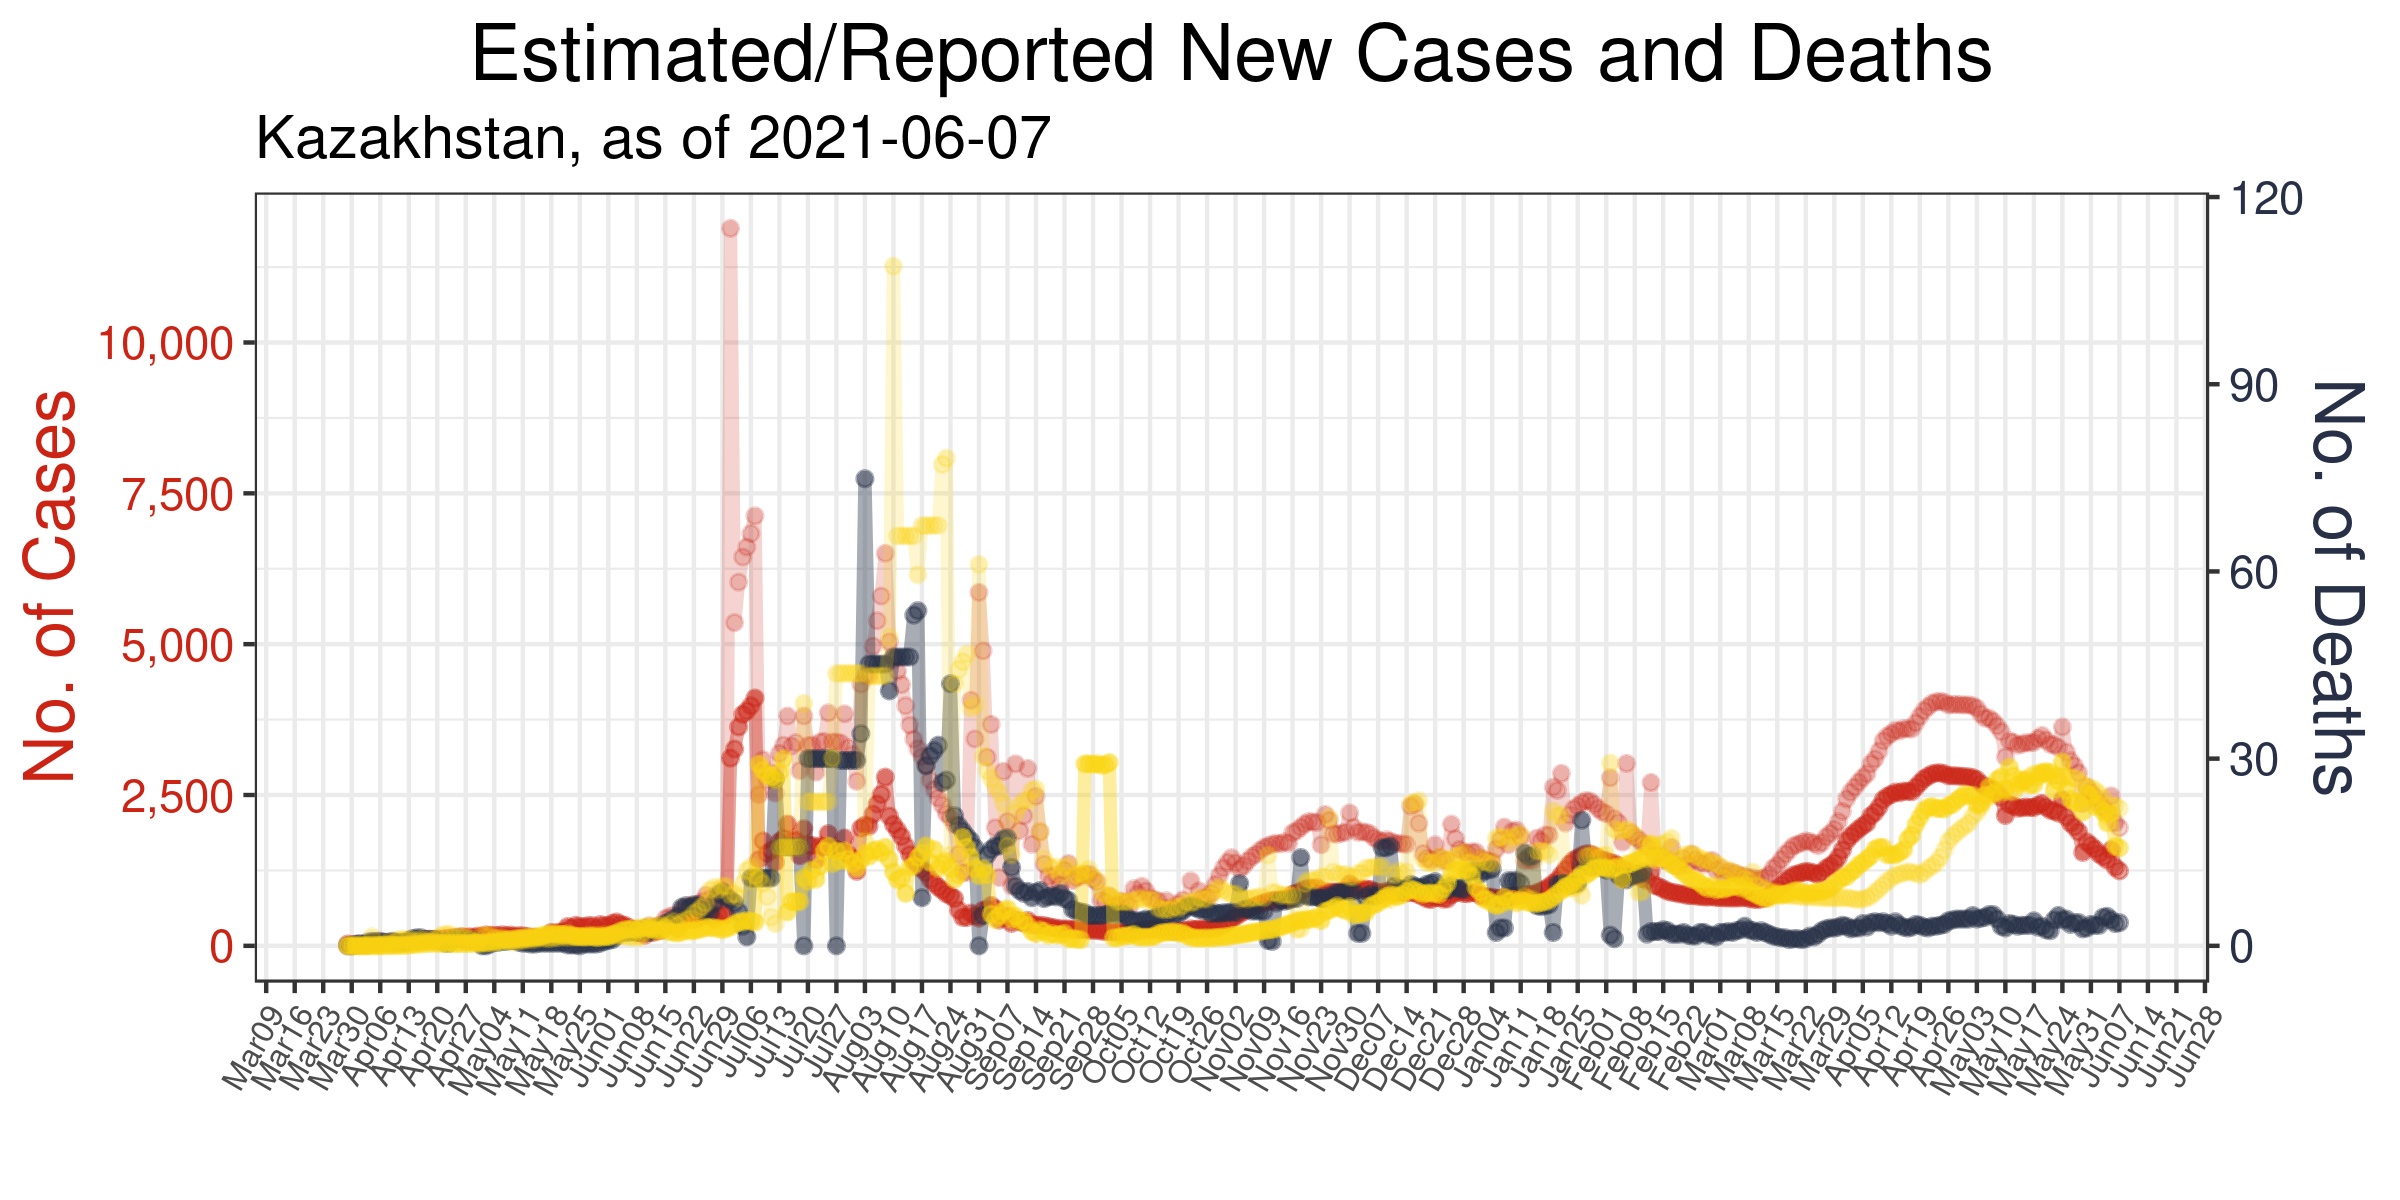 Estimated/Reported New Cases and Deaths
Kazakhstan, as of 2021-06-07
No. of Cases
10,000
7,500
5,000
2,500
0
120
90
60
30
0
No. of Deaths
Mar09
Mar16
Mar23
Mar30
Apr06
Apr13
Apr20
Apr27
May04
May11
May18
May25
Jun01
Jun08
Jun15
Jun22
Jun29
Jul06
Jul13
Jul20
Jul27
Aug03
Aug10
Aug17
Aug24
Aug31
Sep07
Sep14
Sep21
Sep28
Oct05
Oct12
Oct19
Oct26
Nov02
Nov09
Nov16
Nov23
Nov30
Dec07
Dec14
Dec21
Dec28
Jan04
Jan11
Jan18
Jan25
Feb01
Feb08
Feb15
Feb22
Mar01
Mar08
Mar15
Mar22
Mar29
Apr05
Apr12
Apr19
Apr26
May03
May10
May17
May24
May31
Jun07
Jun14
Jun21
Jun28